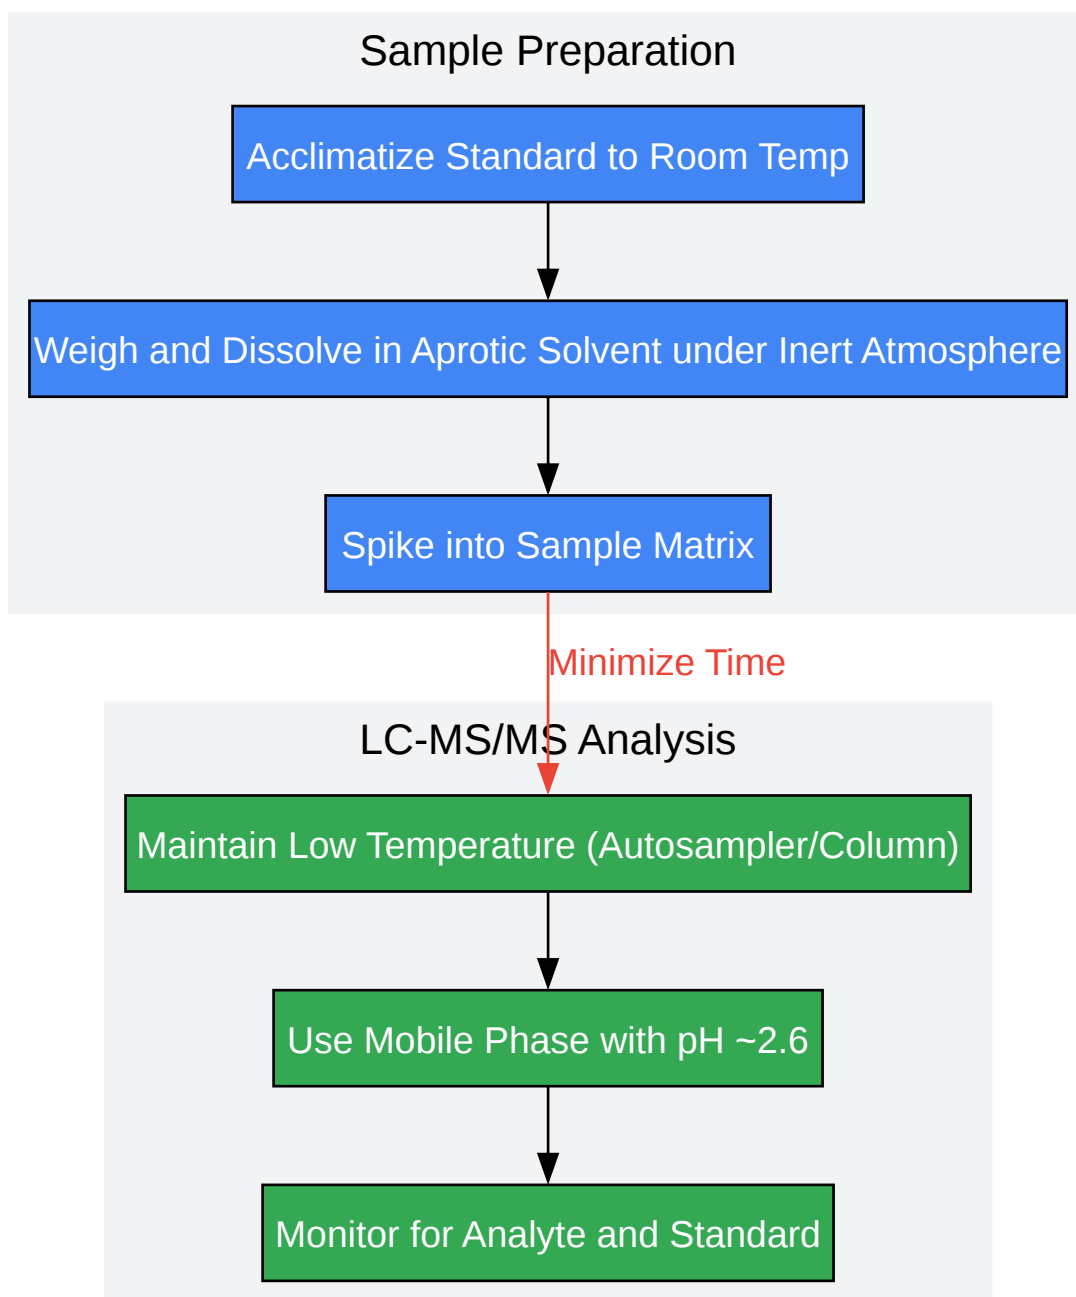 Sample Preparation
Acclimatize Standard to Room Temp
Weigh and Dissolve in Aprotic Solvent under Inert Atmosphere
Spike into Sample Matrix
Minimize Time
LC-MS/MS Analysis
Maintain Low Temperature (Autosampler/Column)
Use Mobile Phase with pH ~2.6
Monitor for Analyte and Standard